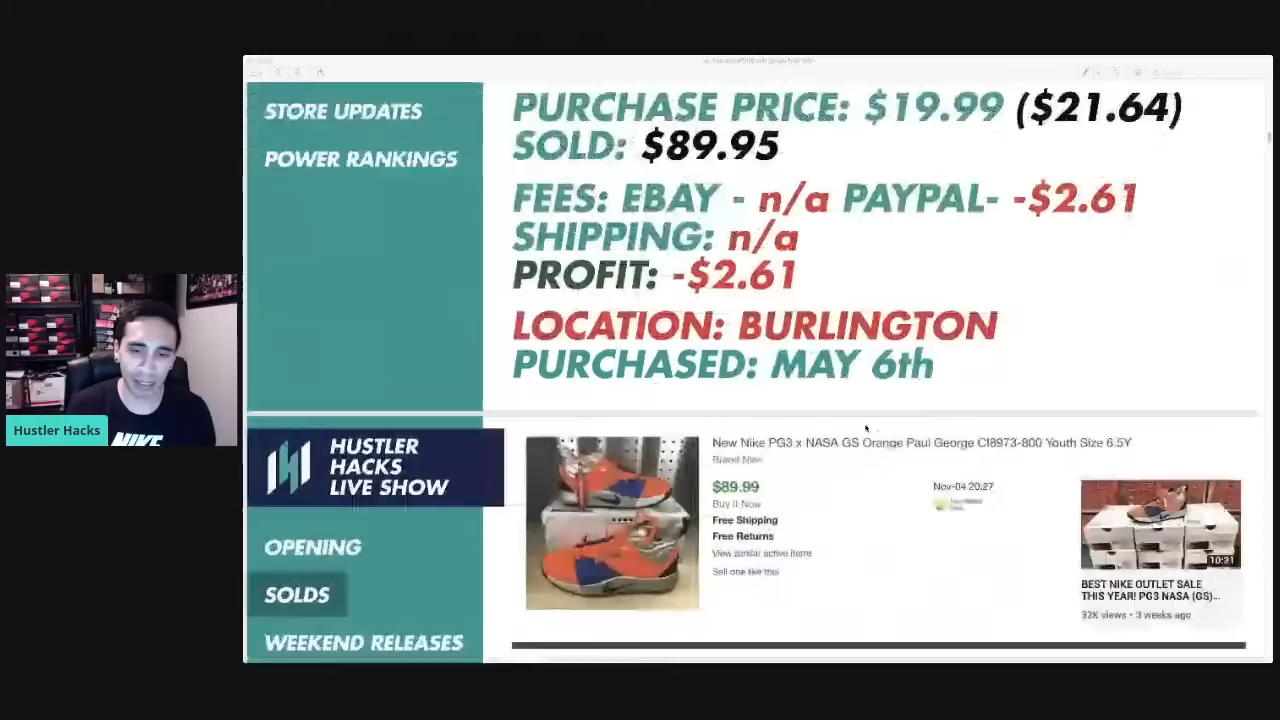 STORE UPDATES
POWER RANKINGS
PURCHASE PRICE: $19.99 ($21.64)
SOLD: $89.95
FEES: EBAY - n/a PAYPAL- -$2.61
SHIPPING: n/a
PROFIT: -$2.61
LOCATION: BURLINGTON
PURCHASED: MAY 6th
Hustler Hacks
NIKE
HUSTLER
HACKS
LIVE SHOW
OPENING
SOLDS
WEEKEND RELEASES
New Nike PG3 x NASA GS Orange Paul George CI8973-800 Youth Size 6.5Y
Brand New
$89.99
Buy It Now
Free Shipping
Free Returns
View similar active items
Sell one like this
Nov-04 20:27
10:31
BEST NIKE OUTLET SALE
THIS YEAR! PG3 NASA (GS)...
32K views • 3 weeks ago